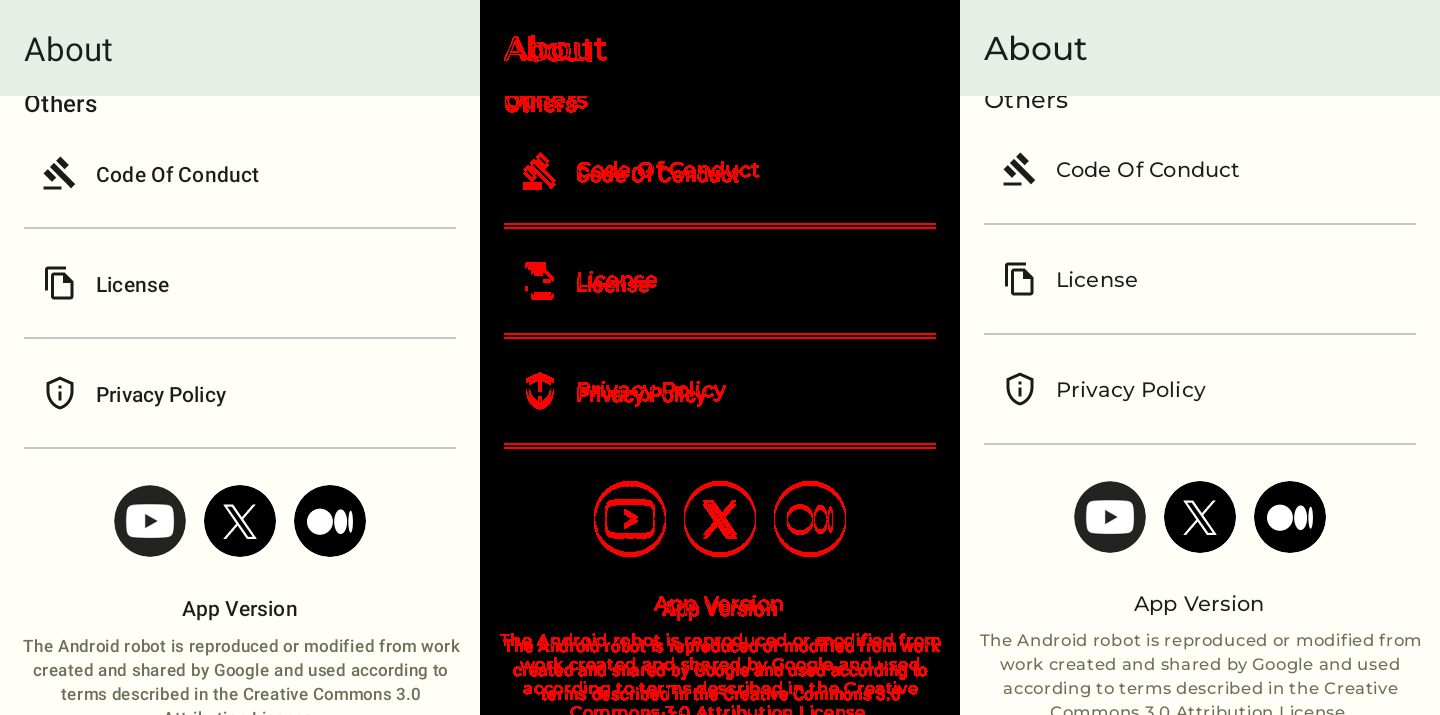 About
Others
Code Of Conduct
License
Privacy Policy
App Version
The Android robot is reproduced or modified from work
created and shared by Google and used according to
terms described in the Creative Commons 3.0
About
Others
Code Of Conduct
License
Privacy Policy
App Version
The Android robot is reproduced or modified from
work created and shared by Google and used
according to terms described in the Creative
Commons 3.0 Attribution License
About
Others
Code Of Conduct
License
Privacy Policy
App Version
The Android robot is reproduced or modified from
work created and shared by Google and used
according to terms described in the Creative
Commons 3.0 Attribution License